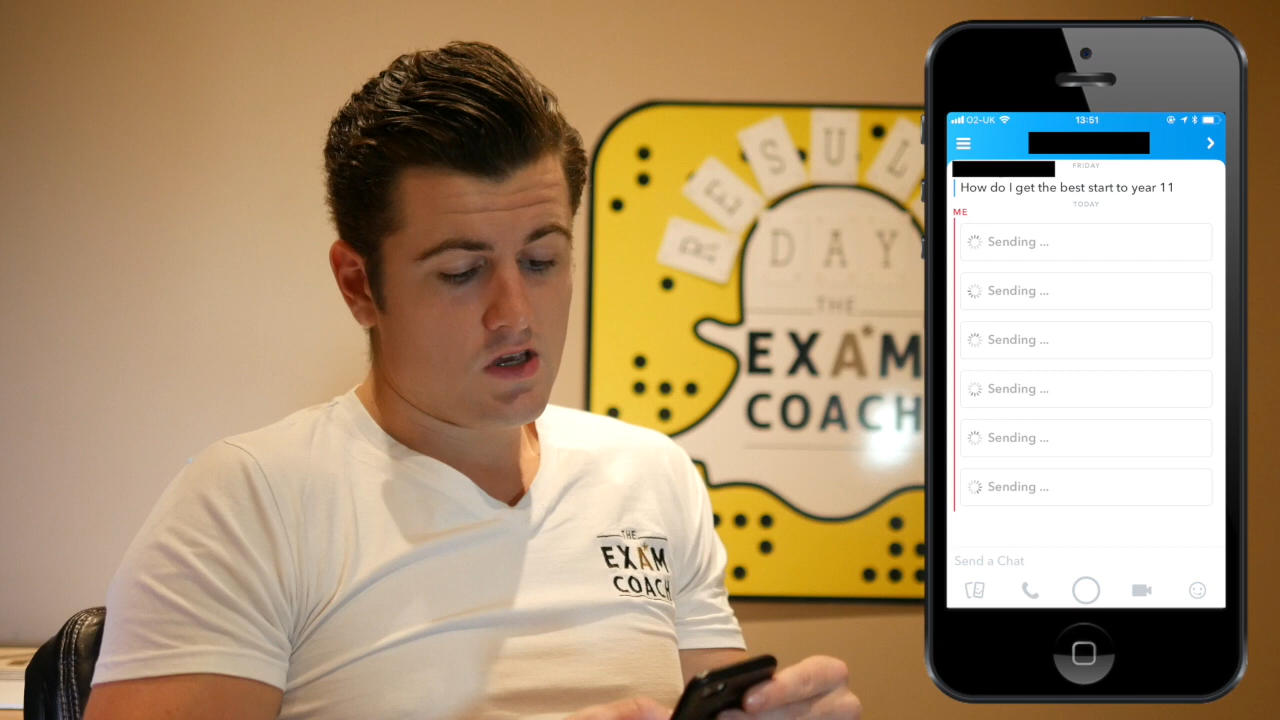 RESUL
DAY
THE
EXAM
COACH
THE
EXAM
COACH
O2-UK
13:51
FRIDAY
How do I get the best start to year 11
TODAY
ME
Sending ...
Sending ...
Sending ...
Sending ...
Sending ...
Sending ...
Send a Chat